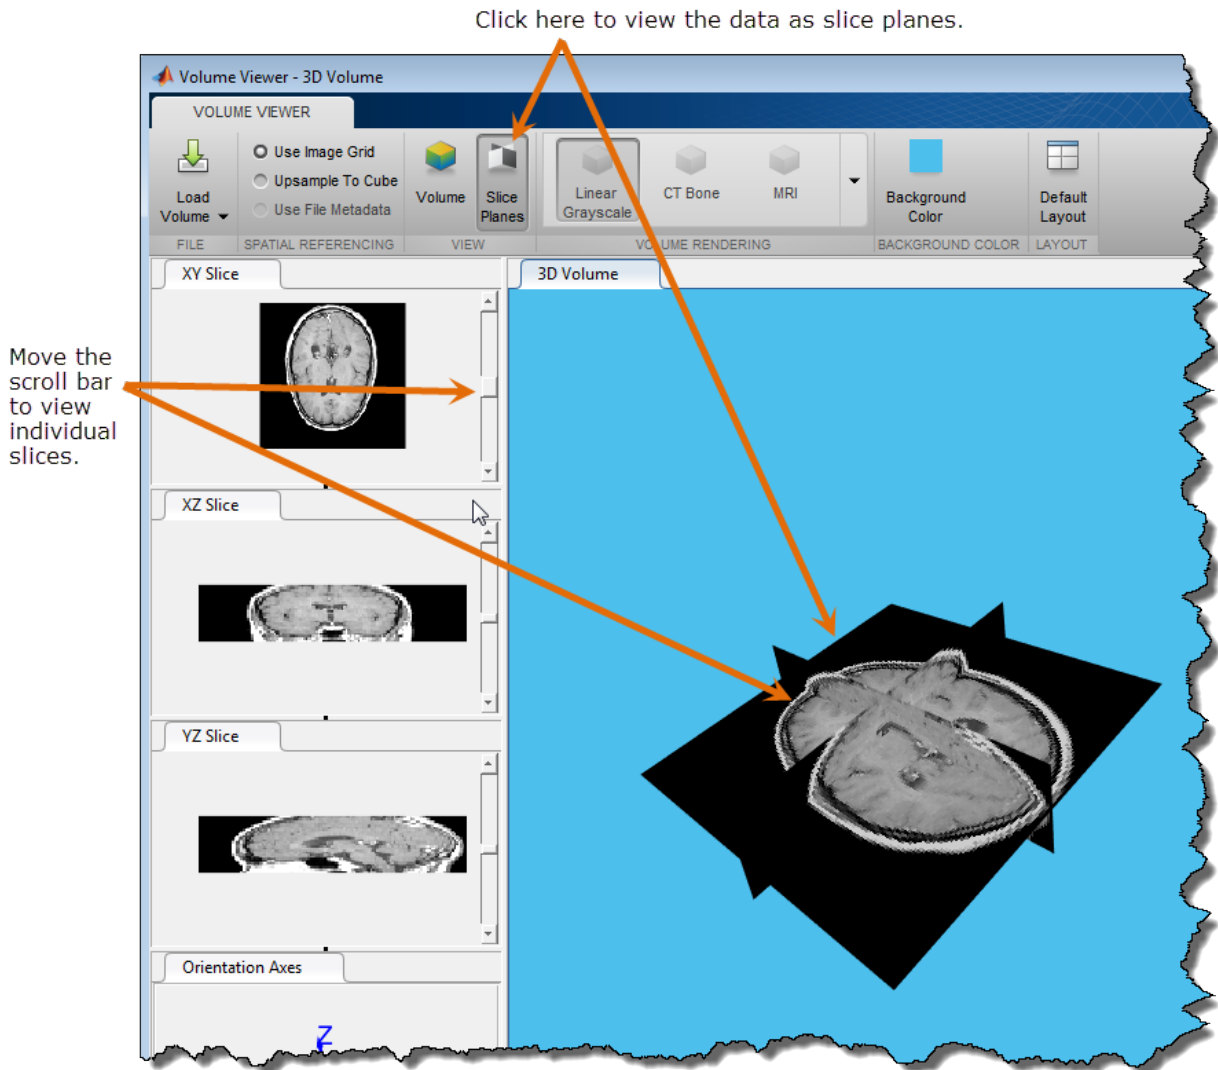 Click here to view the data as slice planes.
Volume Viewer - 3D Volume
VOLUME VIEWER
Load
Volume
Use Image Grid
Upsample To Cube
Use File Metadata
Volume
Slice
Planes
Linear
Grayscale
CT Bone
MRI
Background
Color
Default
Layout
FILE
SPATIAL REFERENCING
VIEW
VOLUME RENDERING
BACKGROUND COLOR
LAYOUT
XY Slice
3D Volume
Move the
scroll bar
to view
individual
slices.
XZ Slice
YZ Slice
Orientation Axes
Z